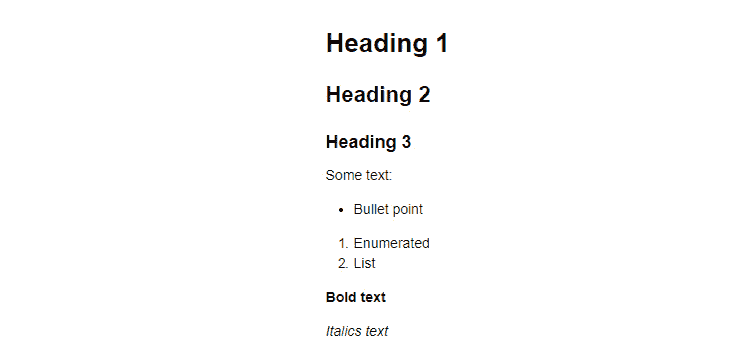 Heading 1
Heading 2
Heading 3
Some text:
• Bullet point
1. Enumerated
2. List
Bold text
Italics text